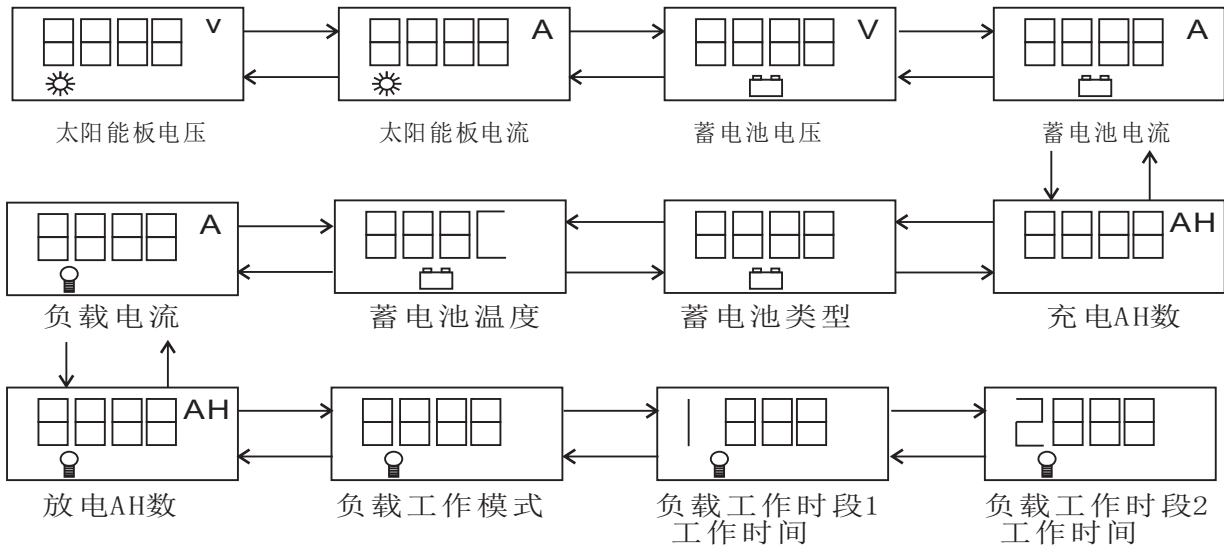 V A V A
太阳能板电压 太阳能板电流 蓄电池电压 蓄电池电流
A AH
负载电流 蓄电池温度 蓄电池类型 充电AH数
AH
放电AH数 负载工作模式 负载工作时段1 负载工作时段2
工作时间 工作时间